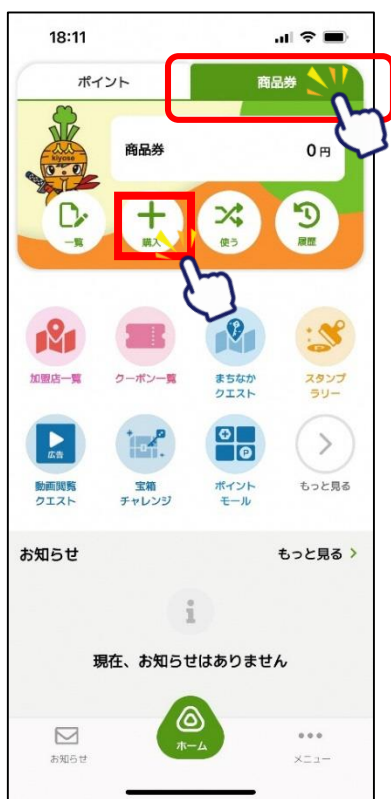 18:11
ポイント
商品券
kiyose
商品券
0 円
一覧
購入
使う
履歴
加盟店一覧
クーポン一覧
まちなか
クエスト
スタンプ
ラリー
広告
動画閲覧
クエスト
宝箱
チャレンジ
P
ポイント
モール
もっと見る
お知らせ
もっと見る
現在、お知らせはありません
お知らせ
ホーム
メニュー